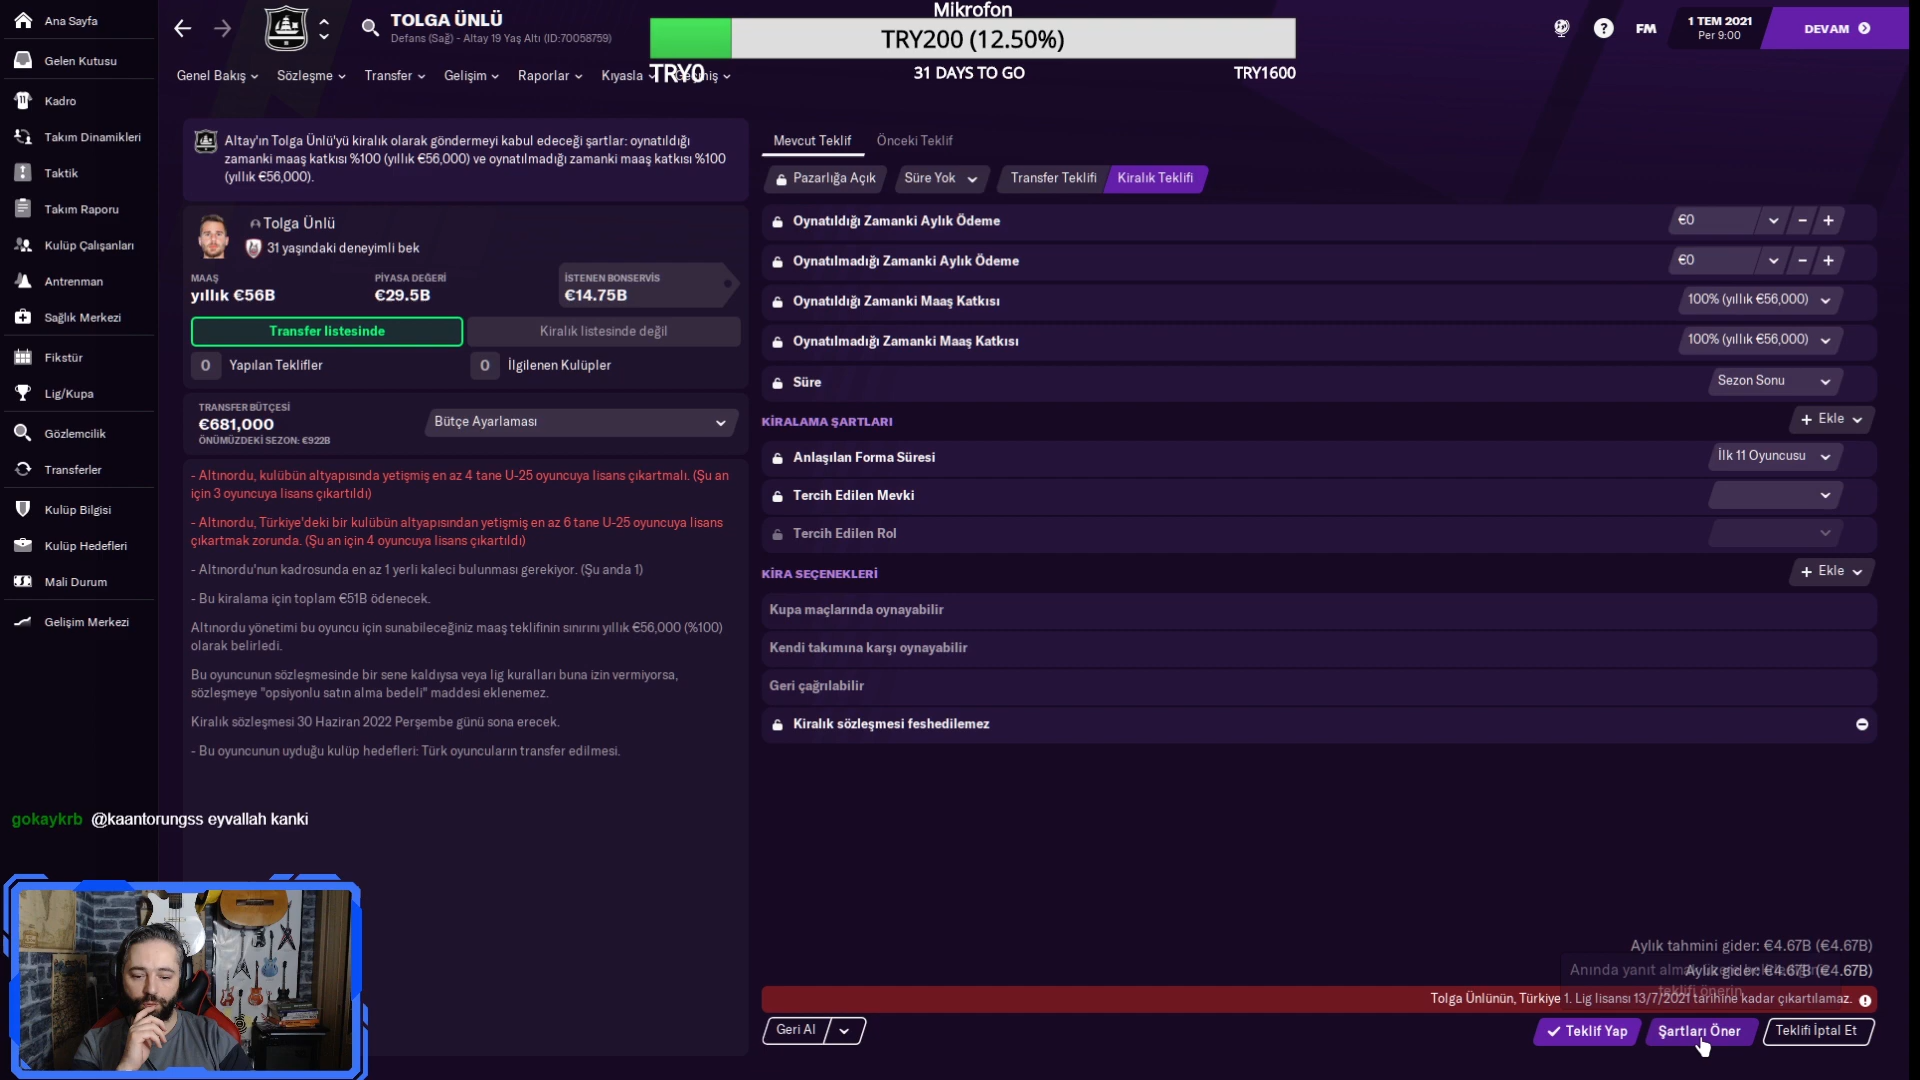 Ana Sayfa
Gelen Kutusu
Kadro
Takım Dinamikleri
Taktik
Takım Raporu
Kulüp Çalışanları
Antrenman
Sağlık Merkezi
Fikstür
Lig/Kupa
Gözlemcilik
Transferler
Kulüp Bilgisi
Kulüp Hedefleri
Mali Durum
Gelişim Merkezi
TOLGA ÜNLÜ
Defans (Sağ) - Altay 19 Yaş Altı (ID:70058759)
Genel Bakış
Sözleşme
Transfer
Gelişim
Raporlar
Kıyasla
Mikrofon
TRY200 (12.50%)
TRY0
31 DAYS TO GO
TRY1600
FM
1 TEM 2021
Per 9:00
DEVAM
Altay'ın Tolga Ünlü'yü kiralık olarak göndermeyi kabul edeceği şartlar: oynatıldığı
zamanki maaş katkısı %100 (yıllık €56,000) ve oynatılmadığı zamanki maaş katkısı %100
(yıllık €56,000).
Tolga Ünlü
31 yaşındaki deneyimli bek
MAAŞ
yıllık €56B
PİYASA DEĞERİ
€29.5B
İSTENEN BONSERVİS
€14.75B
Transfer listesinde
Kiralık listesinde değil
0 Yapılan Teklifler
0 İlgilenen Kulüpler
TRANSFER BÜTÇESİ
€681,000
ÖNÜMÜZDEKİ SEZON: €922B
Bütçe Ayarlaması
- Altınordu, kulübün altyapısında yetişmiş en az 4 tane U-25 oyuncuya lisans çıkartmalı. (Şu an
için 3 oyuncuya lisans çıkartıldı)
- Altınordu, Türkiye'deki bir kulübün altyapısından yetişmiş en az 6 tane U-25 oyuncuya lisans
çıkartmak zorunda. (Şu an için 4 oyuncuya lisans çıkartıldı)
- Altınordu'nun kadrosunda en az 1 yerli kaleci bulunması gerekiyor. (Şu anda 1)
- Bu kiralama için toplam €51B ödenecek.
Altınordu yönetimi bu oyuncu için sunabileceğiniz maaş teklifinin sınırını yıllık €56,000 (%100)
olarak belirledi.
Bu oyuncunun sözleşmesinde bir sene kaldıysa veya lig kuralları buna izin vermiyorsa,
sözleşmeye "opsiyonlu satın alma bedeli" maddesi eklenemez.
Kiralık sözleşmesi 30 Haziran 2022 Perşembe günü sona erecek.
- Bu oyuncunun uyduğu kulüp hedefleri: Türk oyuncuların transfer edilmesi.
gokaykrb @kaantorungss eyvallah kanki
Mevcut Teklif
Önceki Teklif
Pazarlığa Açık
Süre Yok
Transfer Teklifi
Kiralık Teklifi
Oynatıldığı Zamanki Aylık Ödeme €0
Oynatılmadığı Zamanki Aylık Ödeme €0
Oynatıldığı Zamanki Maaş Katkısı 100% (yıllık €56,000)
Oynatılmadığı Zamanki Maaş Katkısı 100% (yıllık €56,000)
Süre Sezon Sonu
KİRALAMA ŞARTLARI + Ekle
Anlaşılan Forma Süresi İlk 11 Oyuncusu
Tercih Edilen Mevki
Tercih Edilen Rol
KİRA SEÇENEKLERİ + Ekle
Kupa maçlarında oynayabilir
Kendi takımına karşı oynayabilir
Geri çağrılabilir
Kiralık sözleşmesi feshedilemez
Aylık tahmini gider: €4.67B (€4.67B)
Anında yanıt
Aylık gider: €4.67B (€4.67B)
Tolga Ünlünün, Türkiye 1. Lig lisansı 13/7/2021 tarihine kadar çıkartılamaz.
Geri Al
Teklif Yap
Şartları Öner
Teklifi İptal Et